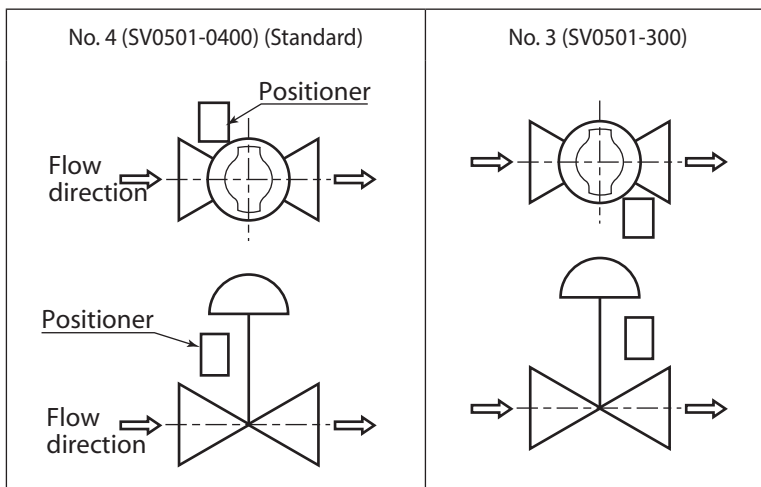 No. 4 (SV0501-0400) (Standard)
No. 3 (SV0501-300)
Positioner
Flow
direction
Positioner
Flow
direction